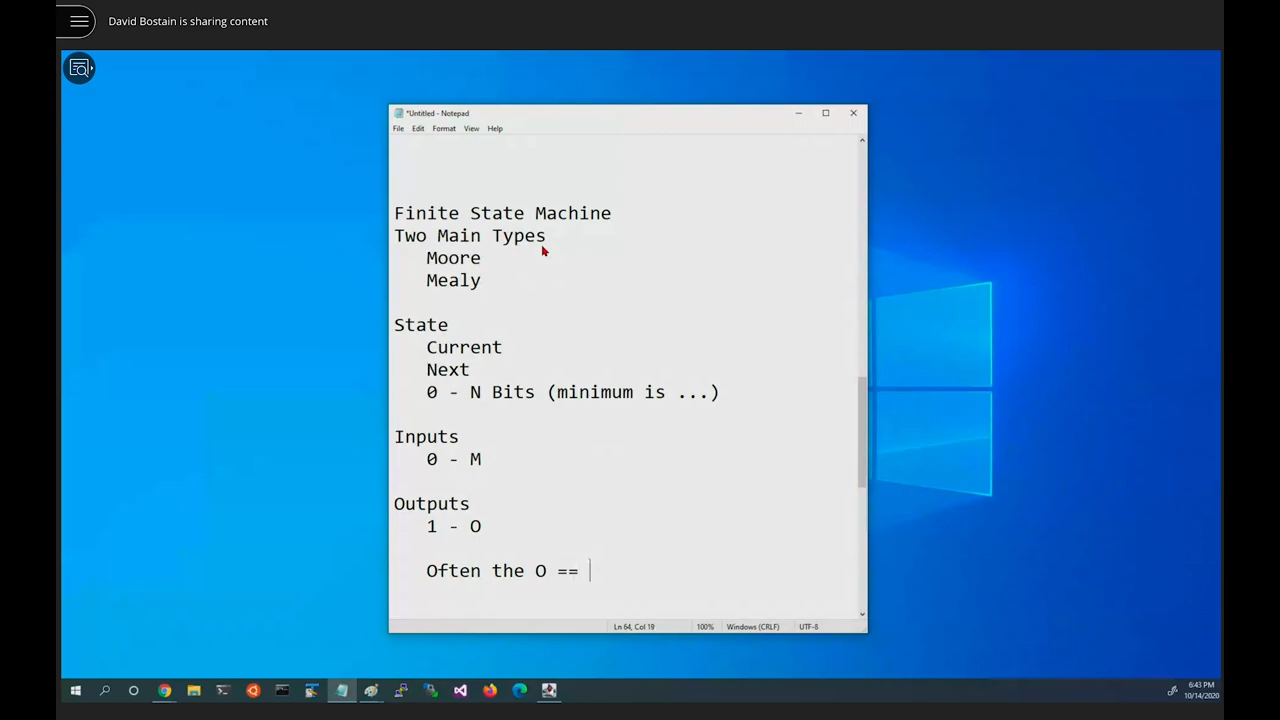 David Bostain is sharing content
*Untitled - Notepad
File Edit Format View Help
Finite State Machine
Two Main Types
Moore
Mealy
State
Current
Next
0 - N Bits (minimum is ...)
Inputs
0 - M
Outputs
1 - O
Often the O ==
Ln 64, Col 19
100%
Windows (CRLF)
UTF-8
6:43 PM
10/14/2020